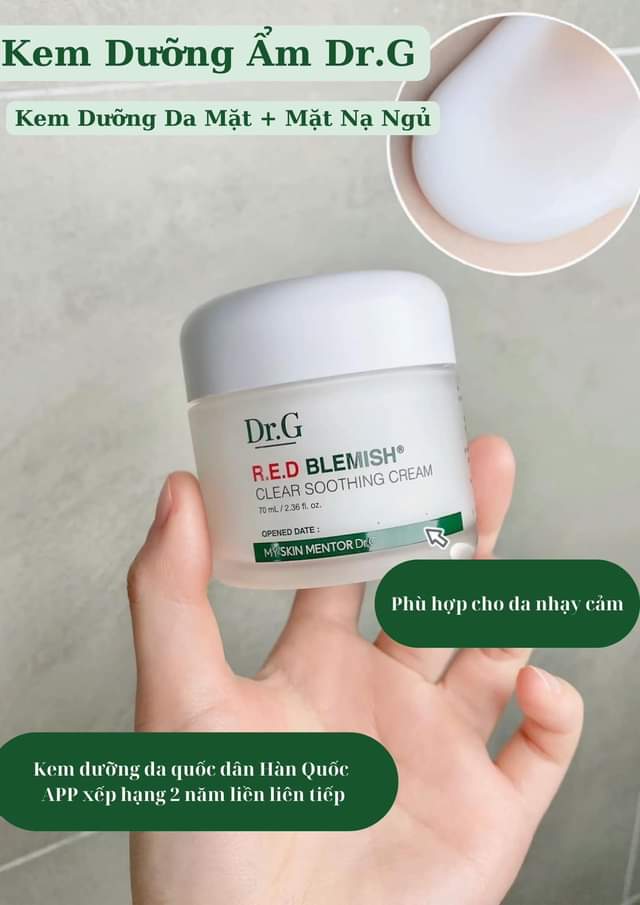 Kem Dưỡng Ẩm Dr.G
Kem Dưỡng Da Mặt + Mặt Nạ Ngủ
Dr.G
R.E.D BLEMISH®
CLEAR SOOTHING CREAM
70 mL / 2.36 fl. oz.
OPENED DATE :
MY SKIN MENTOR Dr.G
Phù hợp cho da nhạy cảm
Kem dưỡng da quốc dân Hàn Quốc
APP xếp hạng 2 năm liền liên tiếp